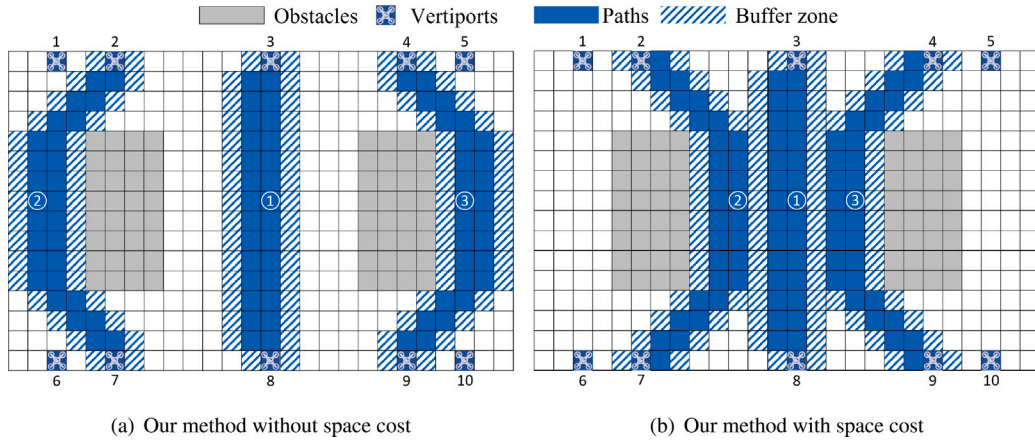 Obstacles Vertiports Paths Buffer zone
1 2 3 4 5 1 2 3 4 5
② ① ③ ② ① ③
6 7 8 9 10 6 7 8 9 10
(a) Our method without space cost (b) Our method with space cost